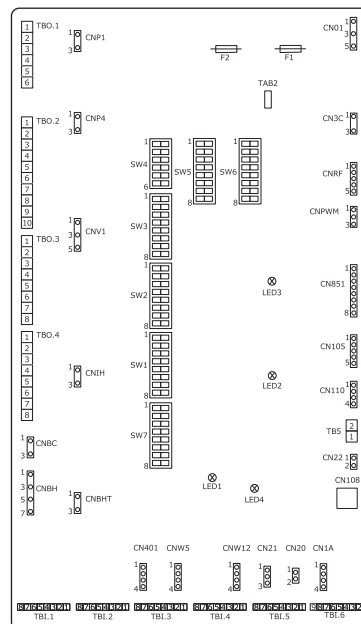 TBO.1
1
2
3
4
5
6
CNP1
1
3
F2
F1
CN01
1
3
5
TAB2
TBO.2
1
2
3
4
5
6
7
8
9
10
CNP4
1
3
CN3C
1
3
SW4
1
6
SW5
1
8
SW6
1
8
CNRF
1
5
CNPWM
1
3
SW3
1
8
CNV1
1
3
5
TBO.3
1
2
3
4
5
6
7
8
SW2
1
8
LED3
CN851
1
8
TBO.4
1
2
3
4
5
6
7
8
CNIH
1
3
SW1
1
8
LED2
CN105
1
5
CN110
1
4
SW7
1
8
TB5
2
1
CNBC
1
3
CN22
1
2
CNBH
1
3
5
7
CNBHT
1
3
LED1
LED4
CN108
CN401
1
4
CNW5
1
4
CNW12
1
4
CN21
1
3
CN20
1
2
CN1A
1
4
TBI.1
TBI.2
TBI.3
TBI.4
TBI.5
TBI.6